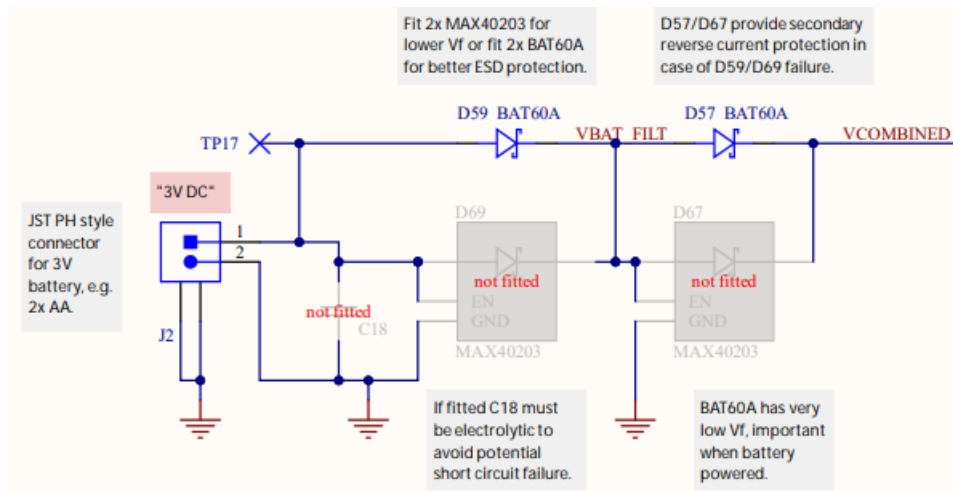 Fit 2x MAX40203 for
lower Vf or fit 2x BAT60A
for better ESD protection.
D57/D67 provide secondary
reverse current protection in
case of D59/D69 failure.
D59 BAT60A
D57 BAT60A
TP17
VBAT_FILT
VCOMBINED
"3V DC"
JST PH style
connector
for 3V
battery, e.g.
2x AA.
1
2
J2
not fitted
C18
D69
not fitted
EN
GND
MAX40203
D67
not fitted
EN
GND
MAX40203
If fitted C18 must
be electrolytic to
avoid potential
short circuit failure.
BAT60A has very
low Vf, important
when battery
powered.